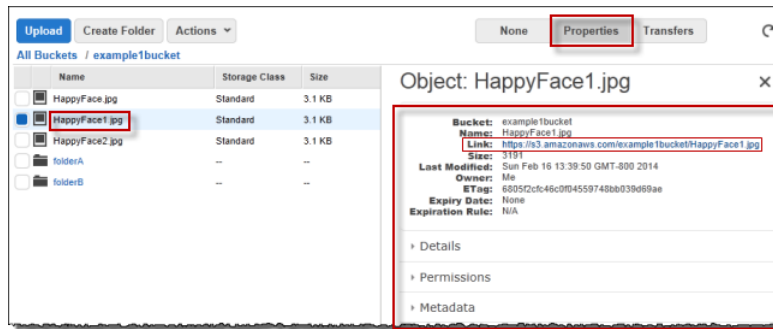 Upload Create Folder Actions None Properties Transfers
All Buckets / example1bucket
Name Storage Class Size
HappyFace.jpg Standard 3.1 KB
HappyFace1.jpg Standard 3.1 KB
HappyFace2.jpg Standard 3.1 KB
folderA -- --
folderB -- --
Object: HappyFace1.jpg ×
Bucket: example1bucket
Name: HappyFace1.jpg
Link: https://s3.amazonaws.com/example1bucket/HappyFace1.jpg
Size: 3191
Last Modified: Sun Feb 16 13:39:50 GMT-800 2014
Owner: Me
ETag: 6805f2cfc46c0f04559748bb039d69ae
Expiry Date: None
Expiration Rule: N/A
Details
Permissions
Metadata